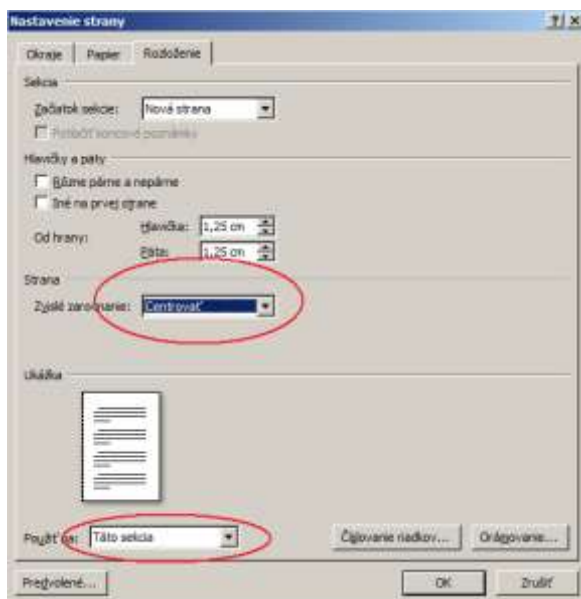 Nastavenie strany
Okraje Papier Rozloženie
Sekcia
Začiatok sekcie: Nová strana
Potlačiť koncové poznámky
Hlavičky a päty
Rôzne párne a nepárne
Iné na prvej strane
Od hrany: Hlavička: 1,25 cm
Päta: 1,25 cm
Strana
Zvislé zarovnanie: Centrovať
Ukážka
Použiť na: Táto sekcia
Číslovanie riadkov... Orámovanie...
Predvolené... OK Zrušiť